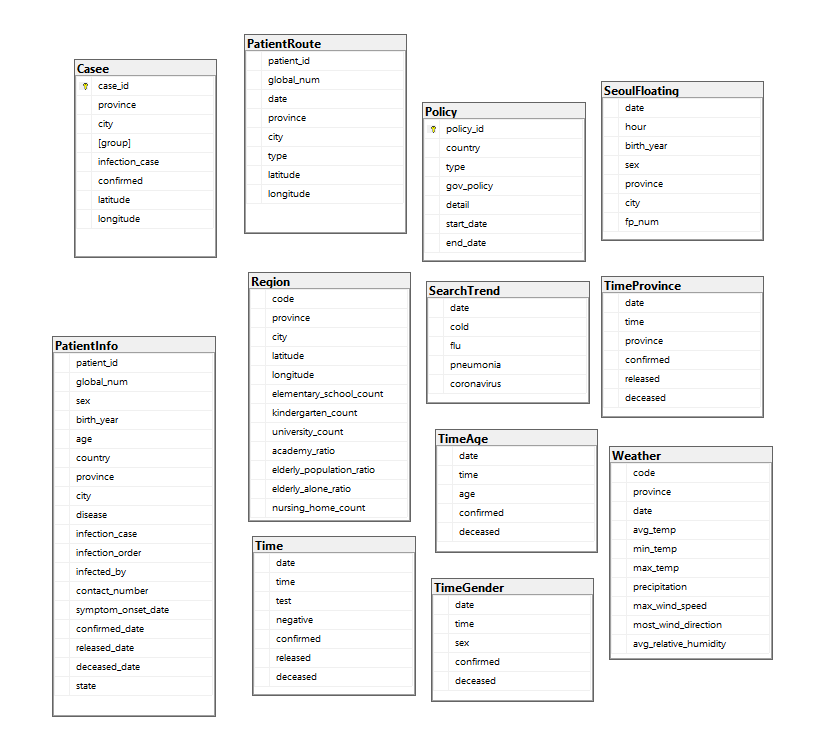 Casee
case_id
province
city
[group]
infection_case
confirmed
latitude
longitude
PatientRoute
patient_id
global_num
date
province
city
type
latitude
longitude
Policy
policy_id
country
type
gov_policy
detail
start_date
end_date
SeoulFloating
date
hour
birth_year
sex
province
city
fp_num
PatientInfo
patient_id
global_num
sex
birth_year
age
country
province
city
disease
infection_case
infection_order
infected_by
contact_number
symptom_onset_date
confirmed_date
released_date
deceased_date
state
Region
code
province
city
latitude
longitude
elementary_school_count
kindergarten_count
university_count
academy_ratio
elderly_population_ratio
elderly_alone_ratio
nursing_home_count
SearchTrend
date
cold
flu
pneumonia
coronavirus
TimeProvince
date
time
province
confirmed
released
deceased
Time
date
time
test
negative
confirmed
released
deceased
TimeAge
date
time
age
confirmed
deceased
TimeGender
date
time
sex
confirmed
deceased
Weather
code
province
date
avg_temp
min_temp
max_temp
precipitation
max_wind_speed
most_wind_direction
avg_relative_humidity